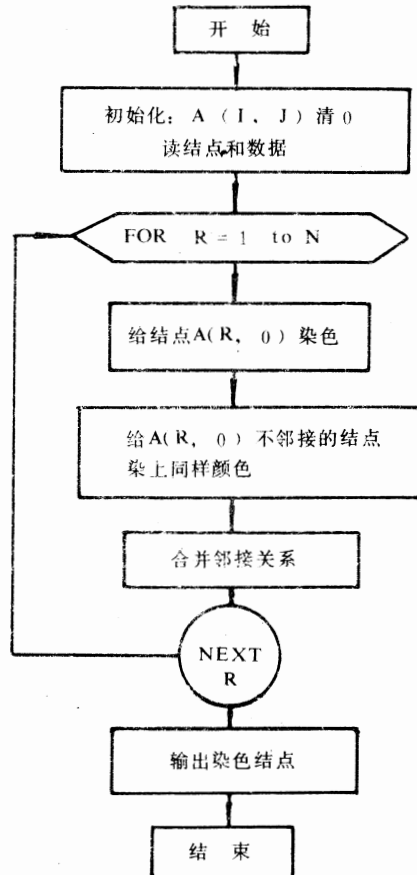 开 始
初始化: A (I, J) 清 0
读结点和数据
FOR R = 1 to N
给结点A(R, 0) 染色
给A(R, 0) 不邻接的结点
染上同样颜色
合并邻接关系
NEXT
R
输出染色结点
结 束